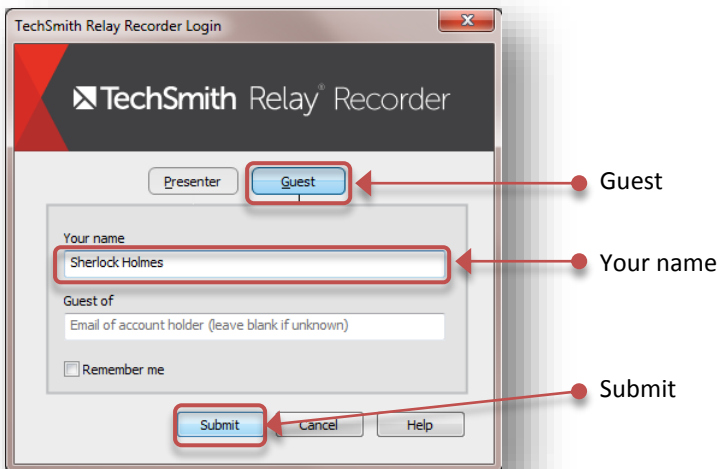 TechSmith Relay Recorder Login
x
TechSmith Relay® Recorder
Presenter Guest
Guest
Your name
Sherlock Holmes
Your name
Guest of
Email of account holder (leave blank if unknown)
Remember me
Submit
Submit Cancel Help